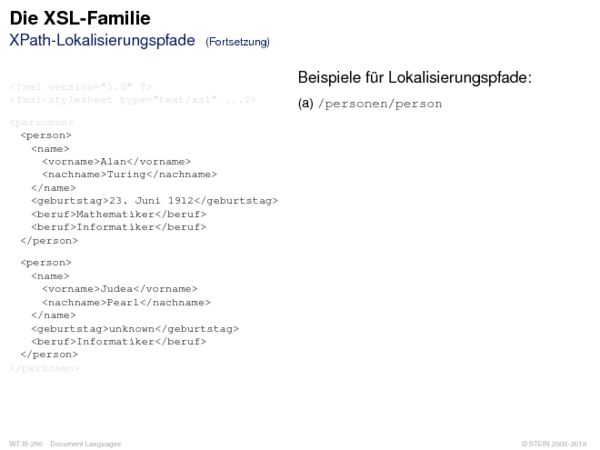 Die XSL-Familie
XPath-Lokalisierungspfade (Fortsetzung)
<?xml version="1.0" ?>
<?xml-stylesheet type="text/xsl" ...?>
<personen>
<person>
<name>
<vorname>Alan</vorname>
<nachname>Turing</nachname>
</name>
<geburtstag>23. Juni 1912</geburtstag>
<beruf>Mathematiker</beruf>
<beruf>Informatiker</beruf>
</person>
<person>
<name>
<vorname>Judea</vorname>
<nachname>Pearl</nachname>
</name>
<geburtstag>unknown</geburtstag>
<beruf>Informatiker</beruf>
</person>
</personen>
Beispiele für Lokalisierungspfade:
(a) /personen/person
WT:III-296 Document Languages
© STEIN 2005-2018